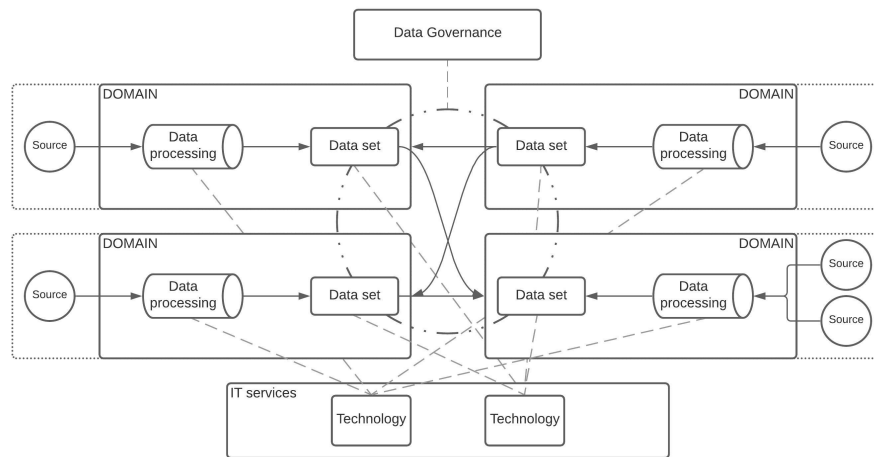 Data Governance
DOMAIN
DOMAIN
Source
Data
processing
Data set
Data set
Data
processing
Source
DOMAIN
DOMAIN
Source
Data
processing
Data set
Data set
Data
processing
Source
Source
IT services
Technology
Technology